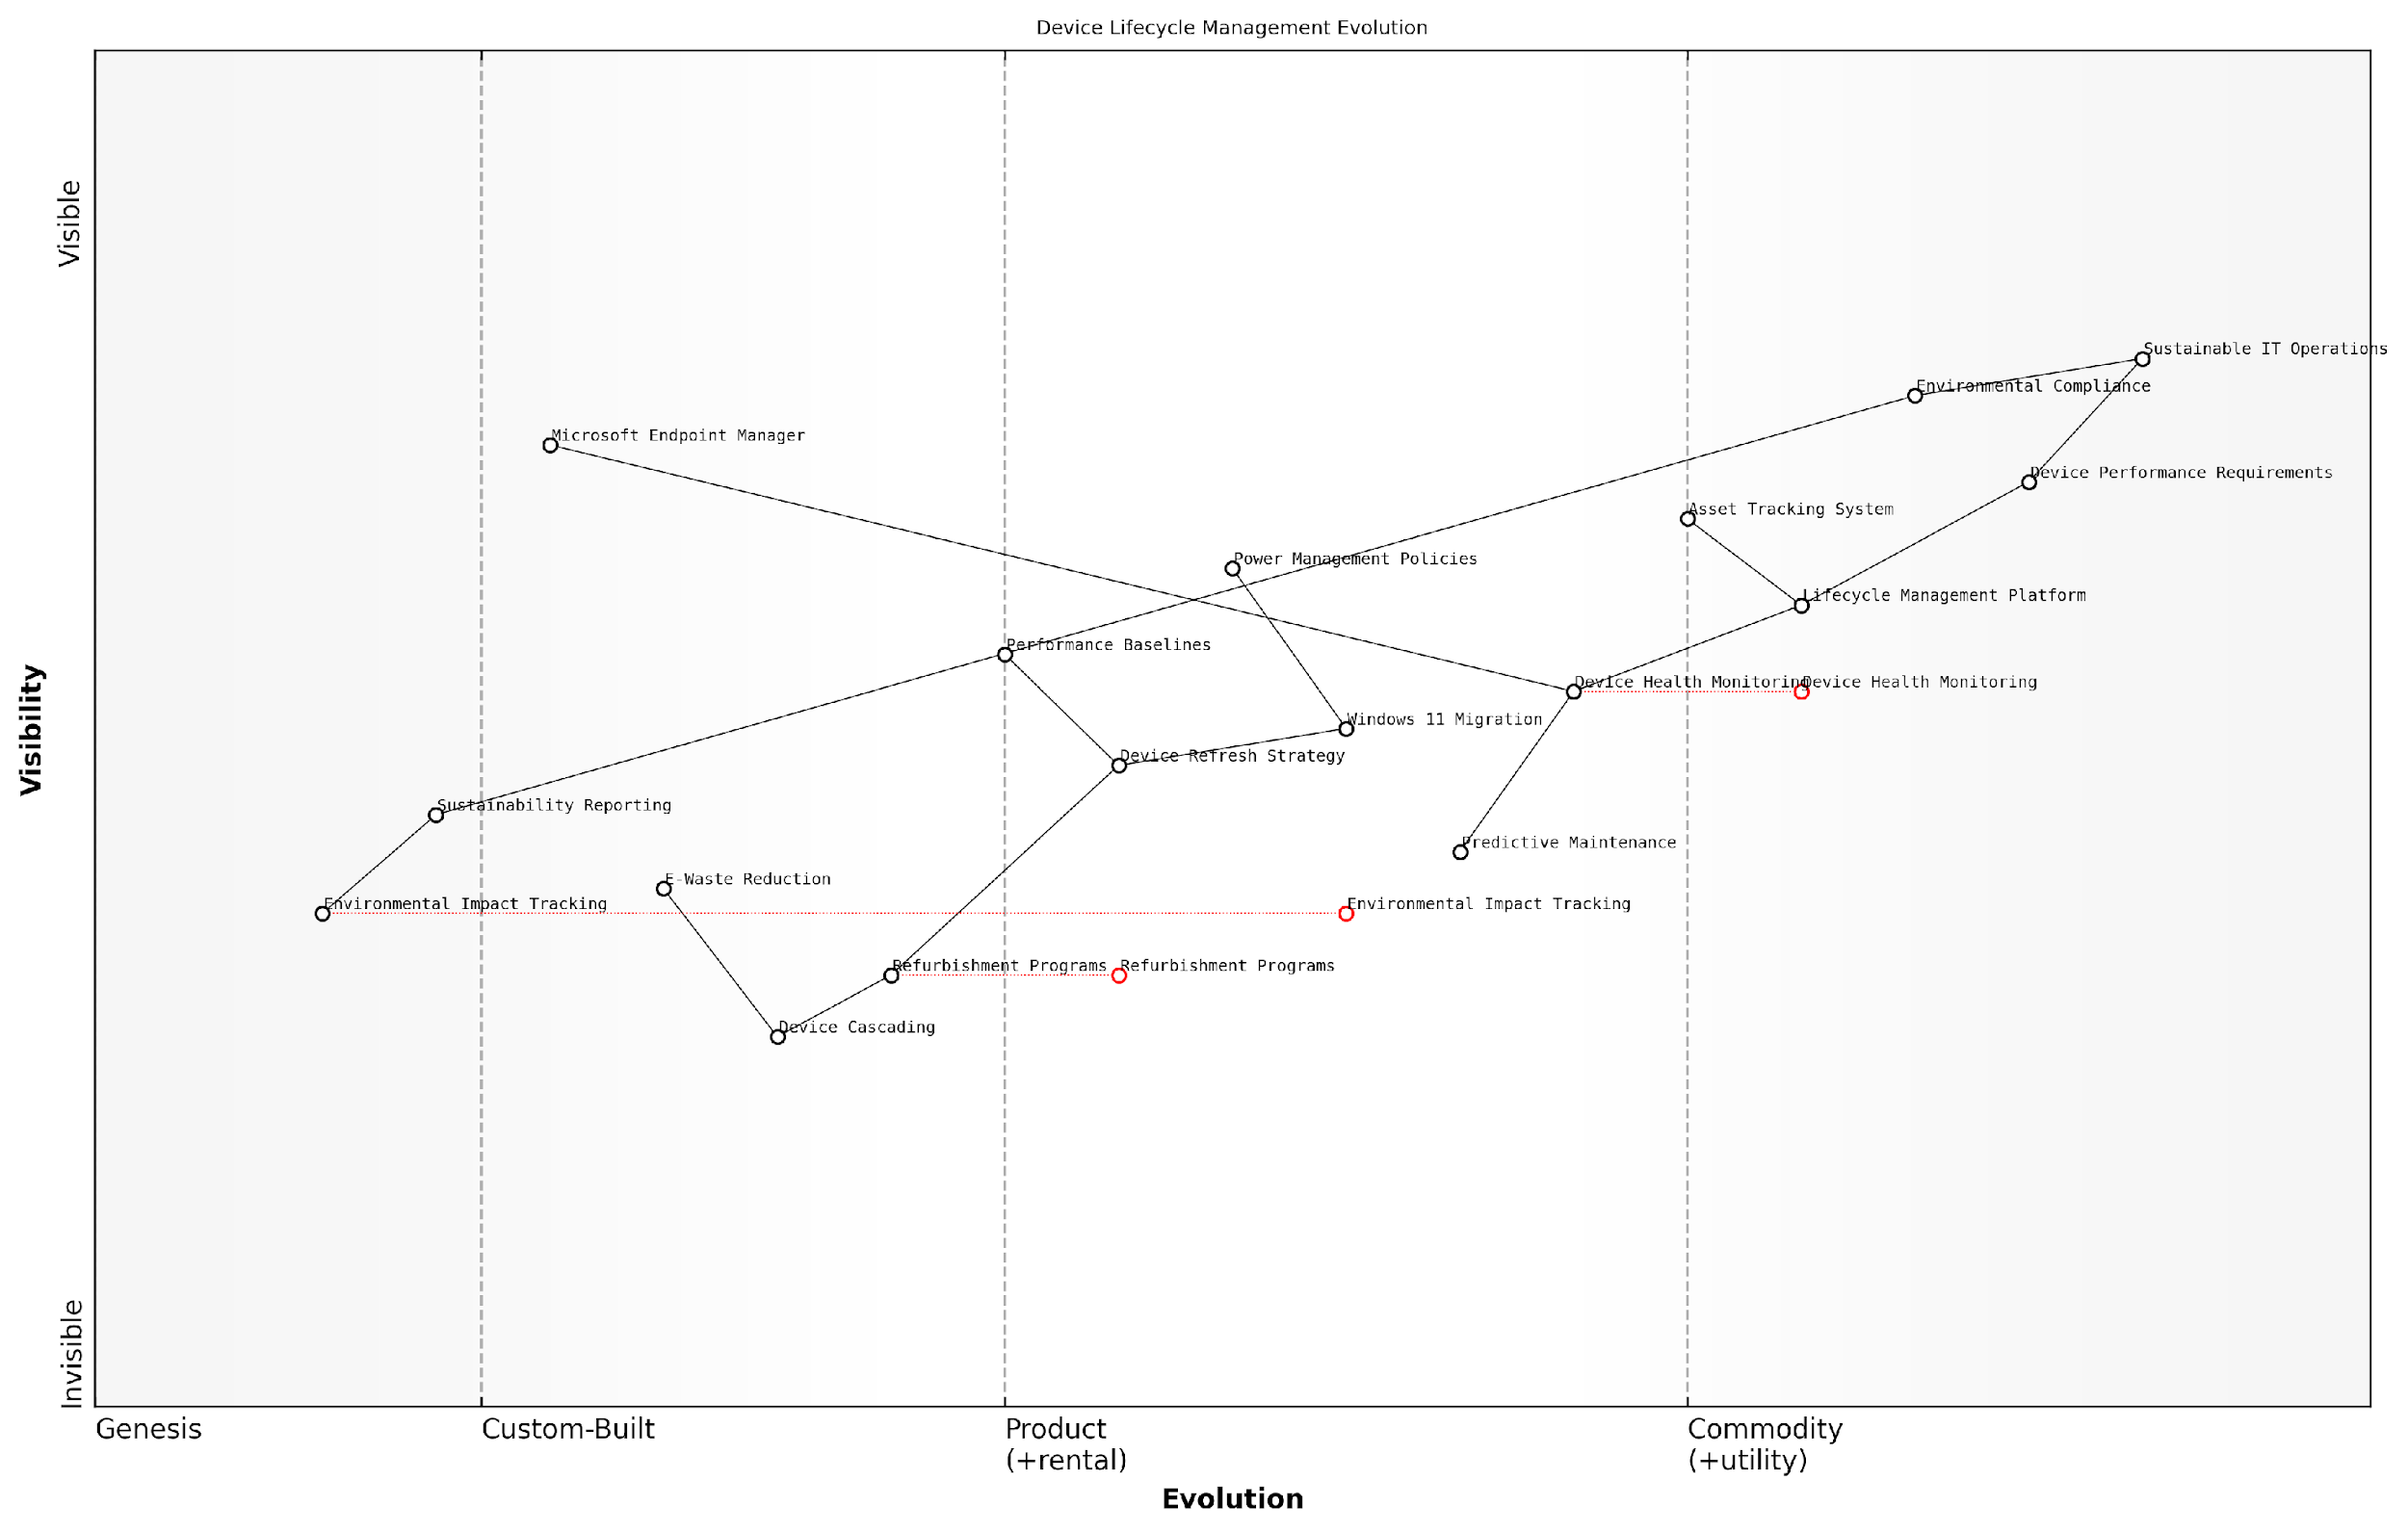 Device Lifecycle Management Evolution
Visible
Sustainable IT Operations
Environmental Compliance
Microsoft Endpoint Manager
Device Performance Requirements
Asset Tracking System
Power Management Policies
Lifecycle Management Platform
Performance Baselines
Device Health Monitoring
Device Health Monitoring
Visibility
Windows 11 Migration
Device Refresh Strategy
Sustainability Reporting
Predictive Maintenance
E-Waste Reduction
Environmental Impact Tracking
Environmental Impact Tracking
Refurbishment Programs
Refurbishment Programs
Device Cascading
Invisible
Genesis
Custom-Built
Product
(+rental)
Commodity
(+utility)
Evolution